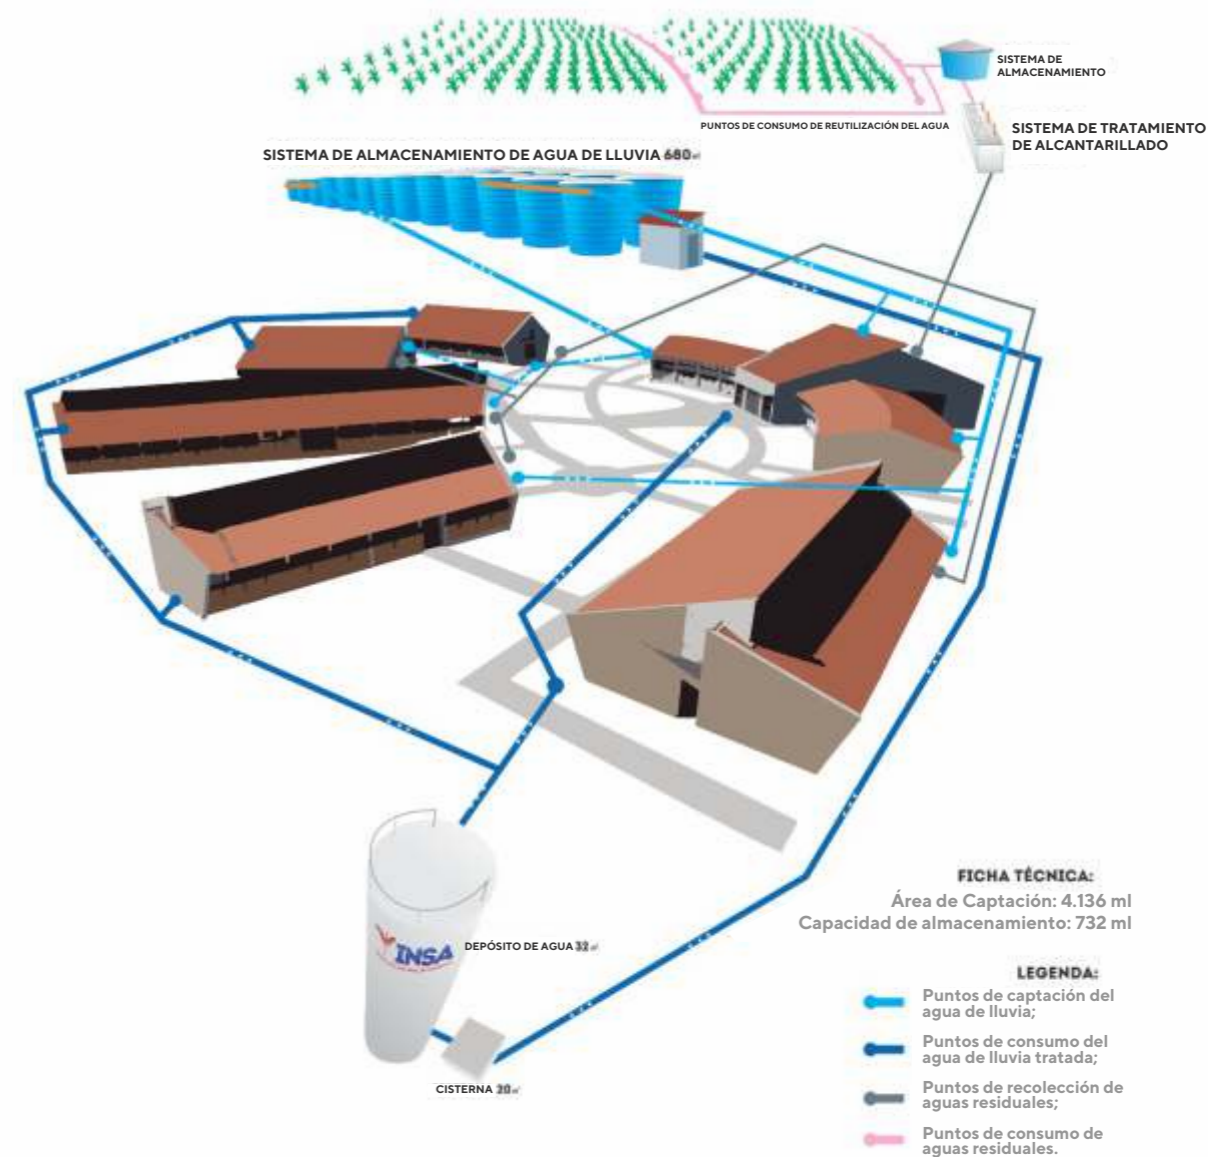 SISTEMA DE
ALMACENAMIENTO
PUNTOS DE CONSUMO DE REUTILIZACIÓN DEL AGUA
SISTEMA DE TRATAMIENTO
DE ALCANTARILLADO
SISTEMA DE ALMACENAMIENTO DE AGUA DE LLUVIA 680
INSA
DEPÓSITO DE AGUA 32
CISTERNA 20
FICHA TÉCNICA:
Área de Captación: 4.136 ml
Capacidad de almacenamiento: 732 ml
LEGENDA:
Puntos de captación del
agua de lluvia;
Puntos de consumo del
agua de lluvia tratada;
Puntos de recolección de
aguas residuales;
Puntos de consumo de
aguas residuales.